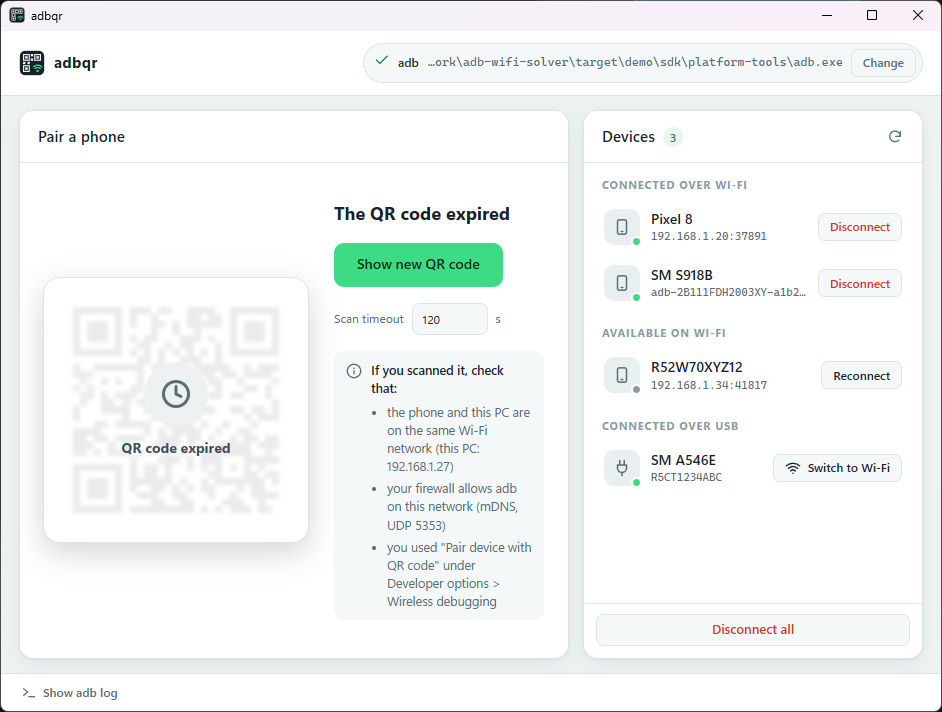 adbqr
adbqr
adb …ork\adb-wifi-solver\target\demo\sdk\platform-tools\adb.exe Change
Pair a phone
The QR code expired
Show new QR code
Scan timeout 120 s
QR code expired
If you scanned it, check
that:
• the phone and this PC are
on the same Wi-Fi
network (this PC:
192.168.1.27)
• your firewall allows adb
on this network (mDNS,
UDP 5353)
• you used "Pair device with
QR code" under
Developer options >
Wireless debugging
Devices 3
CONNECTED OVER WI-FI
Pixel 8
192.168.1.20:37891
Disconnect
SM S918B
adb-2B111FDH2003XY-a1b2…
Disconnect
AVAILABLE ON WI-FI
R52W70XYZ12
192.168.1.34:41817
Reconnect
CONNECTED OVER USB
SM A546E
R5CT1234ABC
Switch to Wi-Fi
Disconnect all
>_ Show adb log